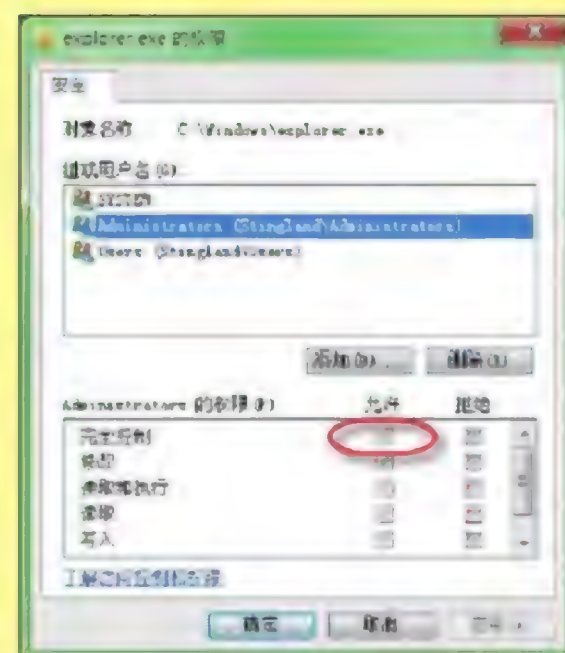 explorer.exe 的权限
安全
对象名称: C:\Windows\explorer.exe
组或用户名(G):
SYSTEM
Administrators (Stingland\Administrators)
Users (Stingland\Users)
添加(D)... 删除(R)
Administrators 的权限(P) 允许 拒绝
完全控制
修改
读取和执行
读取
写入
了解访问控制和权限
确定 取消